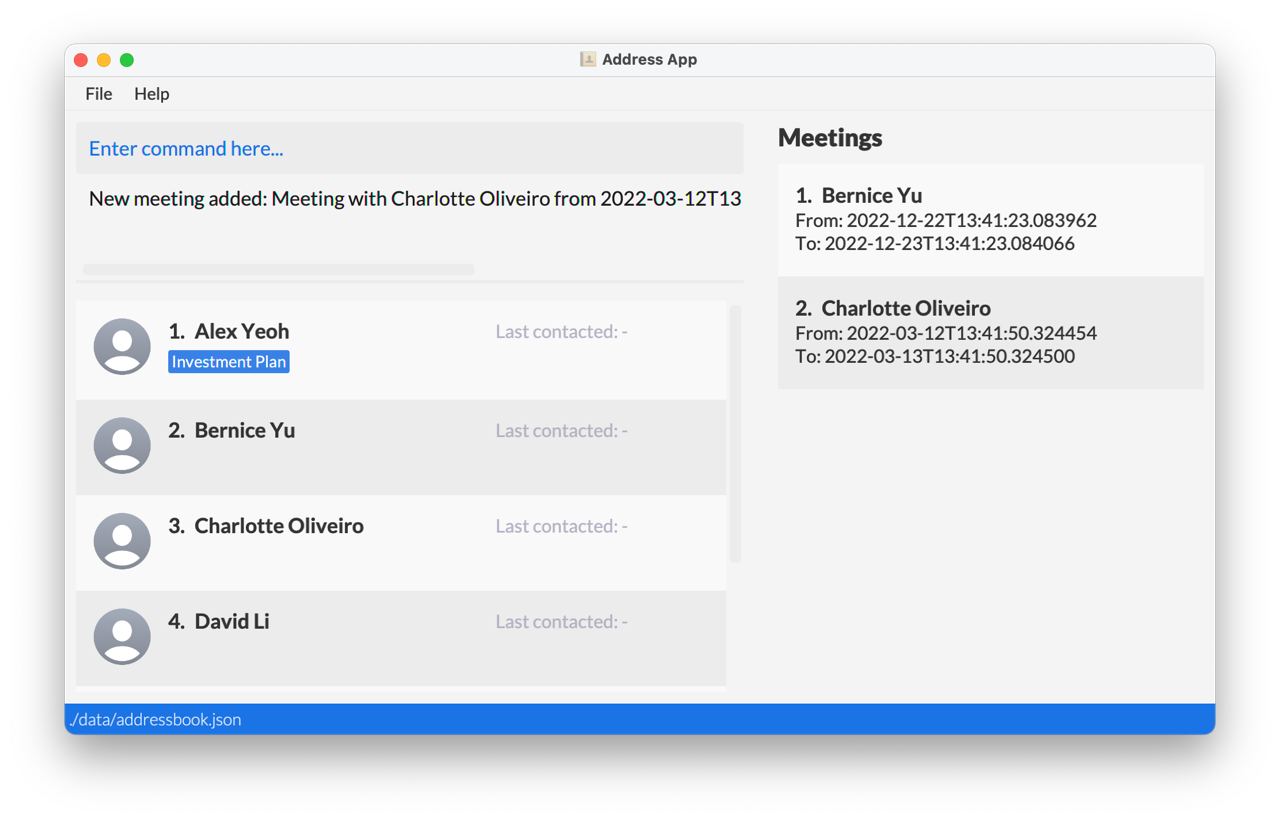 Address App
File Help
Enter command here...
New meeting added: Meeting with Charlotte Oliveiro from 2022-03-12T13
1. Alex Yeoh
Last contacted: -
Investment Plan
2. Bernice Yu
Last contacted: -
3. Charlotte Oliveiro
Last contacted: -
4. David Li
Last contacted: -
Meetings
1. Bernice Yu
From: 2022-12-22T13:41:23.083962
To: 2022-12-23T13:41:23.084066
2. Charlotte Oliveiro
From: 2022-03-12T13:41:50.324454
To: 2022-03-13T13:41:50.324500
./data/addressbook.json